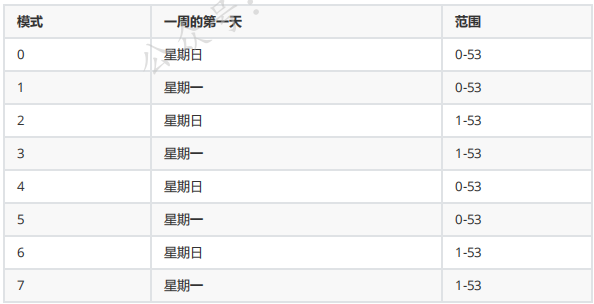 模式 一周的第一天 范围
0 星期日 0-53
1 星期一 0-53
2 星期日 1-53
3 星期一 1-53
4 星期日 0-53
5 星期一 0-53
6 星期日 1-53
7 星期一 1-53
公众号：